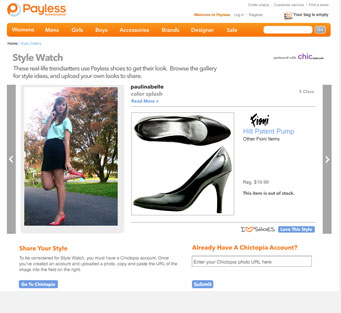 Order status | Customer service | Find a store
Payless
Welcome to Payless Log in | Register
Your bag is empty
Womens Mens Girls Boys Accessories Brands Designer Sale
Home Style Gallery
Style Watch
partnered with chic
These real-life trendsetters use Payless shoes to get their look. Browse the gallery
for style ideas, and upload your own looks to share.
paulinabelle
color splash
Read More >
X Close
Fioni
Hilt Patent Pump
Other Fioni Items
Reg. $19.99
This item is out of stock.
I SHOES
Love This Style
Share Your Style
To be considered for Style Watch, you must have a Chictopia account. Once
you've created an account and uploaded a photo, copy and paste the URL of the
image into the field on the right.
Go To Chictopia
Already Have A Chictopia Account?
Enter your Chictopia photo URL here
Submit